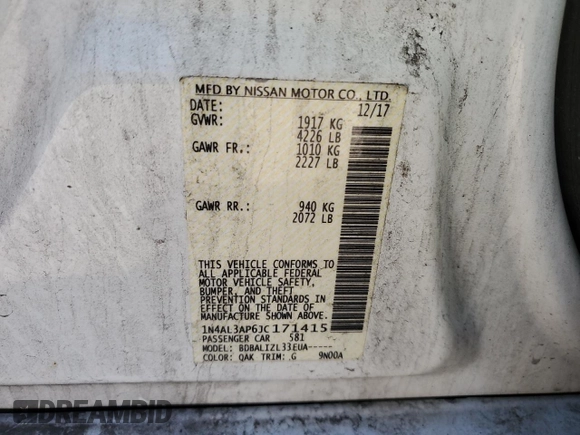 MFD BY NISSAN MOTOR CO., LTD.
DATE: 12/17
GVWR: 1917 KG
4226 LB
GAWR FR.: 1010 KG
2227 LB
GAWR RR.: 940 KG
2072 LB
THIS VEHICLE CONFORMS TO
ALL APPLICABLE FEDERAL
MOTOR VEHICLE SAFETY,
BUMPER, AND THEFT
PREVENTION STANDARDS IN
EFFECT ON THE DATE OF
MANUFACTURE SHOWN ABOVE.
1N4AL3AP6JC171415
PASSENGER CAR 581
MODEL: BDBALIZL33EUA-----
COLOR: QAK TRIM: G 9N00A
DREAMBID